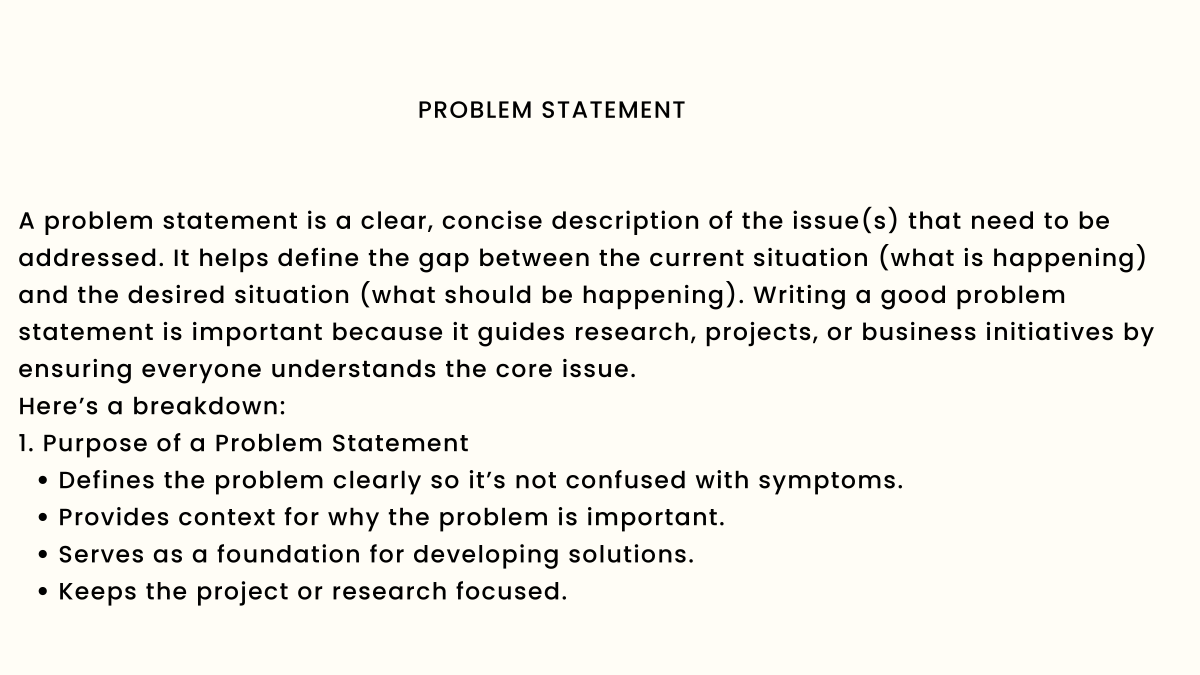 PROBLEM STATEMENT
A problem statement is a clear, concise description of the issue(s) that need to be
addressed. It helps define the gap between the current situation (what is happening)
and the desired situation (what should be happening). Writing a good problem
statement is important because it guides research, projects, or business initiatives by
ensuring everyone understands the core issue.
Here’s a breakdown:
1. Purpose of a Problem Statement
• Defines the problem clearly so it’s not confused with symptoms.
• Provides context for why the problem is important.
• Serves as a foundation for developing solutions.
• Keeps the project or research focused.